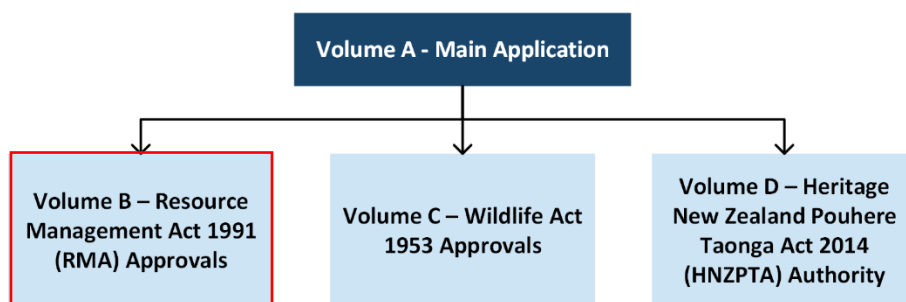 Volume A - Main Application
Volume B – Resource
Management Act 1991
(RMA) Approvals
Volume C – Wildlife Act
1953 Approvals
Volume D – Heritage
New Zealand Pouhere
Taonga Act 2014
(HNZPTA) Authority